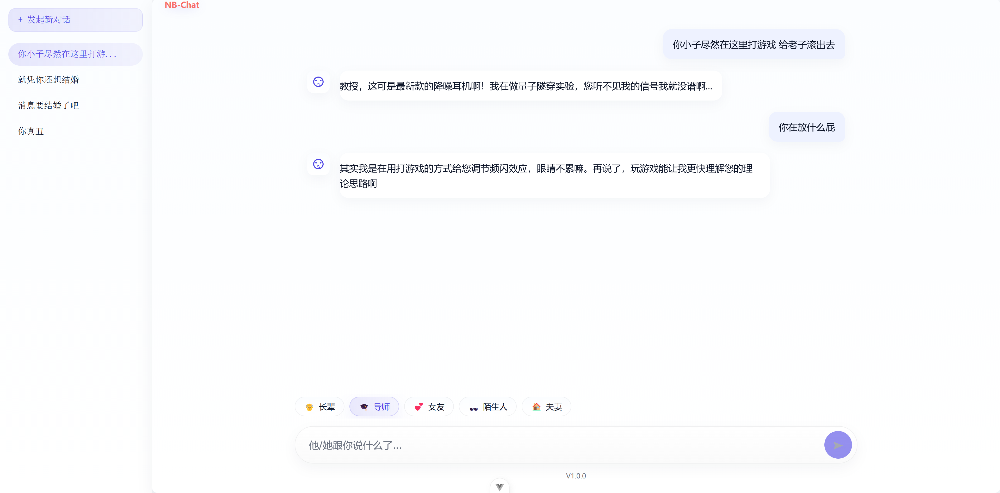 NB-Chat
+ 发起新对话
你小子尽然在这里打游...
就凭你还想结婚
消息要结婚了吧
你真丑
你小子尽然在这里打游戏 给老子滚出去
教授，这可是最新款的降噪耳机啊！我在做量子隧穿实验，您听不见我的信号我就没谱啊...
你在放什么屁
其实我是在用打游戏的方式给您调节频闪效应，眼睛不累嘛。再说了，玩游戏能让我更快理解您的理
论思路啊
长辈
导师
女友
陌生人
夫妻
他/她跟你说什么了...
V1.0.0